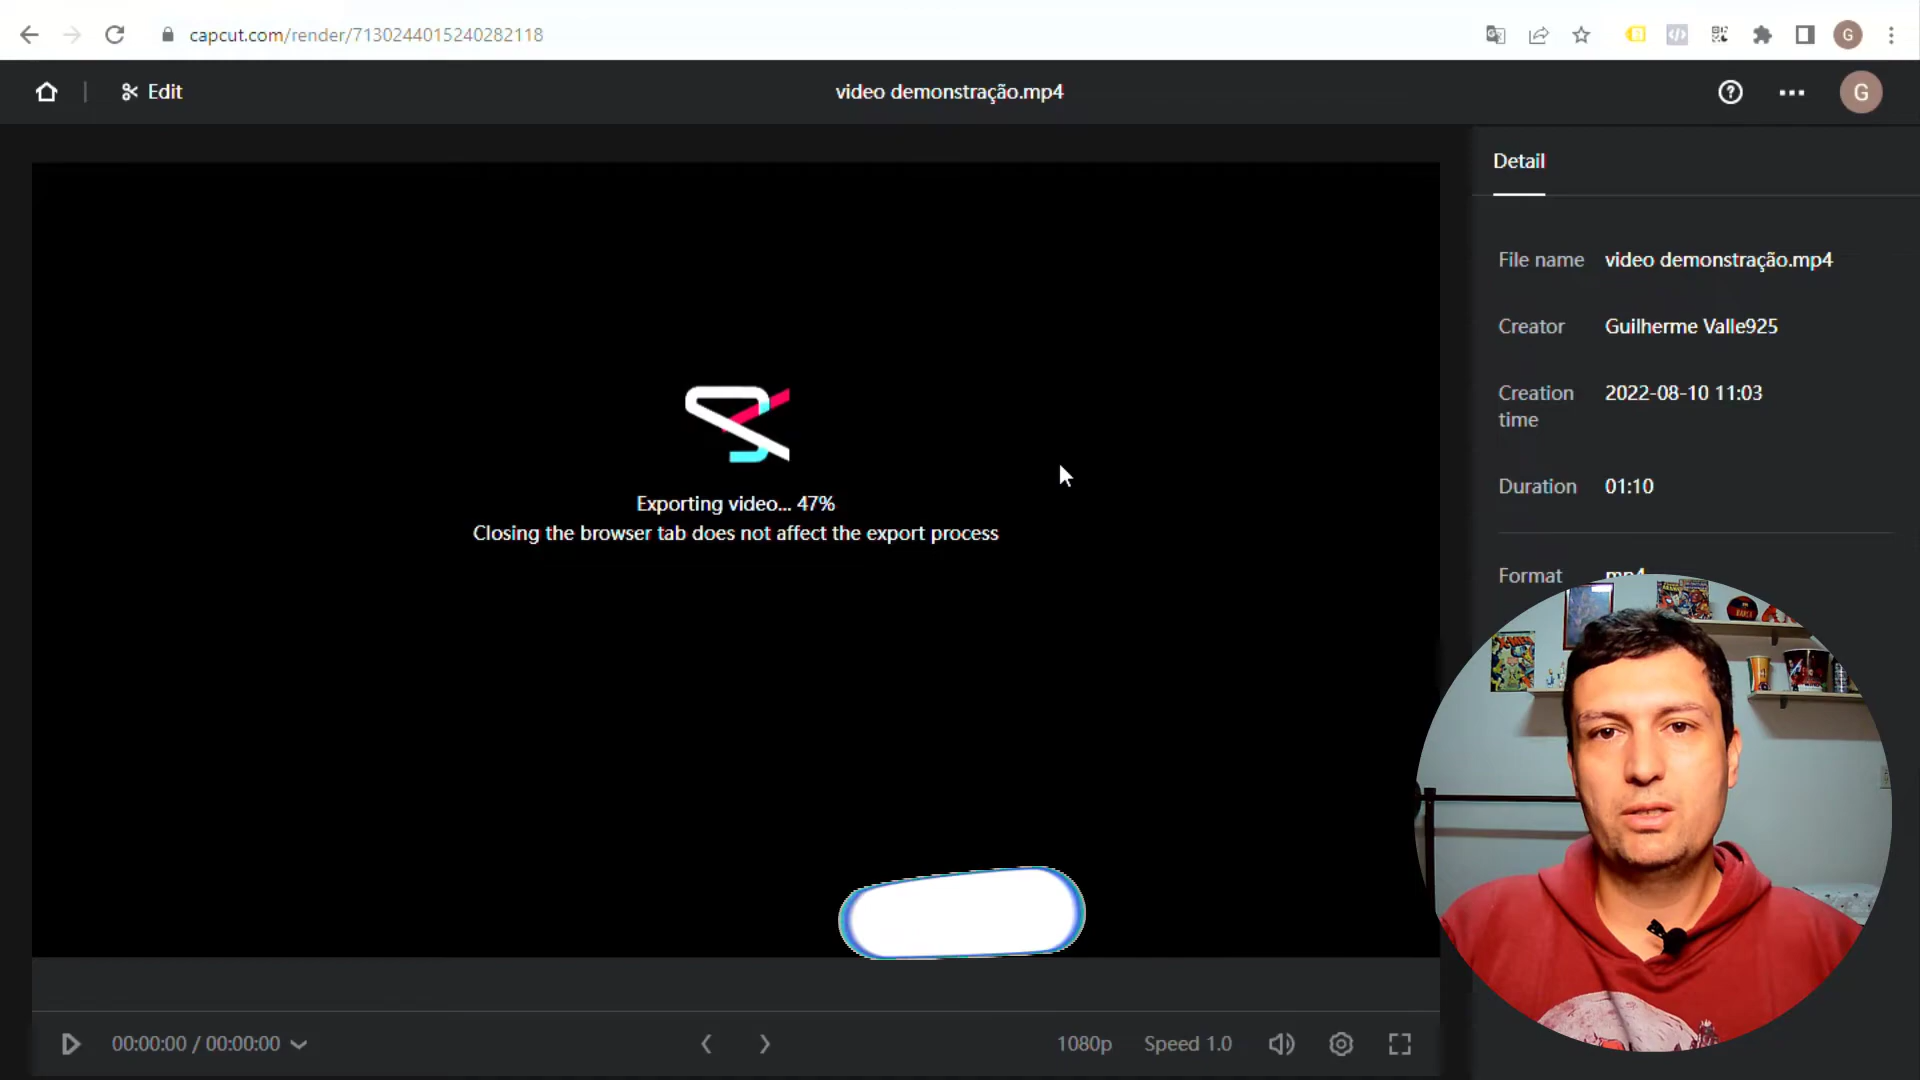 capcut.com/render/7130244015240282118
G
Edit
video demonstração.mp4
G
Detail
File name video demonstração.mp4
Creator Guilherme Valle925
Creation time 2022-08-10 11:03
Duration 01:10
Exporting video... 47%
Closing the browser tab does not affect the export process
Format mp4
X-MEN
00:00:00 / 00:00:00
1080p
Speed 1.0